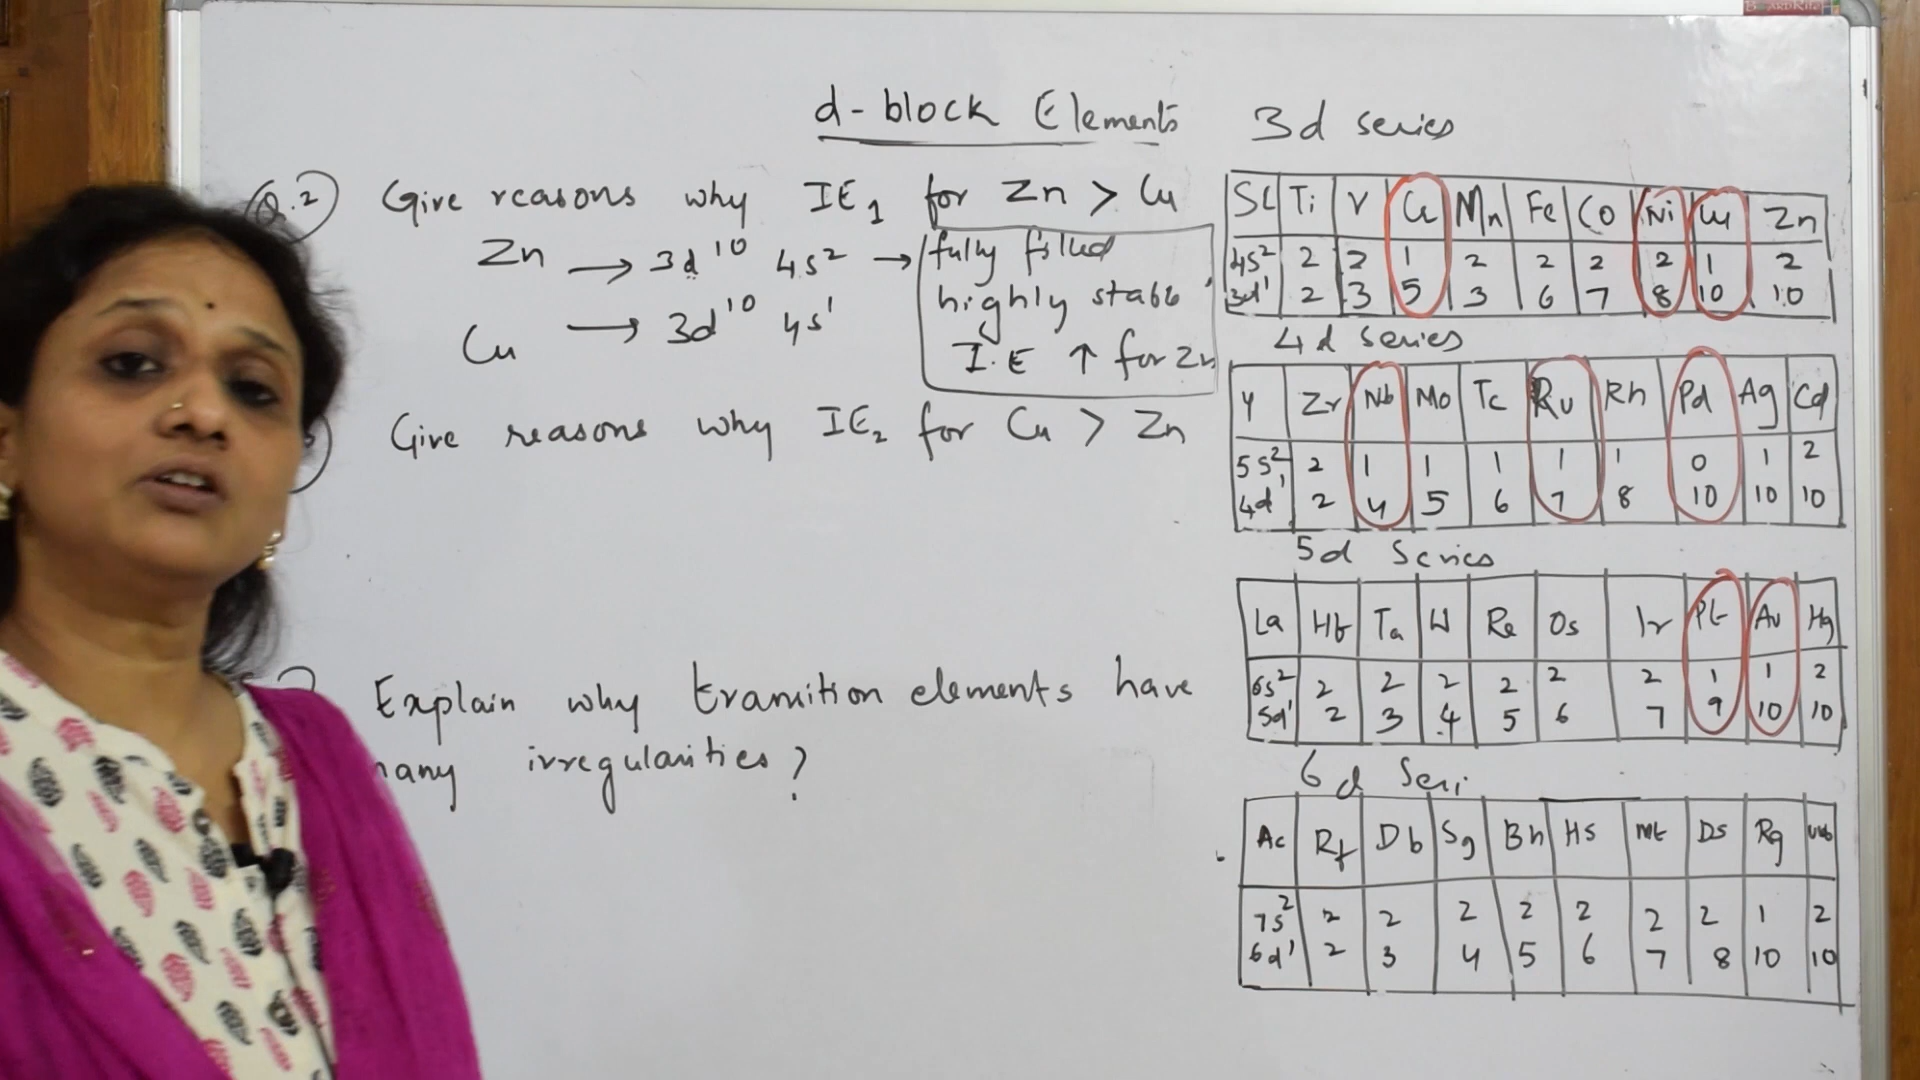 BOARDRITE
d-block Elements 3d series
Q.2) Give reasons why IE₁ for Zn > Cu
Zn → 3d¹⁰ 4s² → fully filled
highly stable
I.E ↑ for Zn
Cu → 3d¹⁰ 4s¹
Give reasons why IE₂ for Cu > Zn
Explain why transition elements have
many irregularities?
Sc Ti V Cr Mn Fe Co Ni Cu Zn
4s² 2 2 1 2 2 2 2 1 2
3d¹ 2 3 5 3 6 7 8 10 10
4d series
Y Zr Nb Mo Tc Ru Rh Pd Ag Cd
5s² 2 1 1 1 1 1 0 1 2
4d¹ 2 4 5 6 7 8 10 10 10
5d Series
La Hf Ta W Re Os Ir Pt Au Hg
6s² 2 2 2 2 2 2 1 1 2
5d¹ 2 3 4 5 6 7 9 10 10
6d Seri
Ac Rf Db Sg Bh Hs Mt Ds Rg Uub
7s² 2 2 2 2 2 2 2 1 2
6d¹ 2 3 4 5 6 7 8 10 10